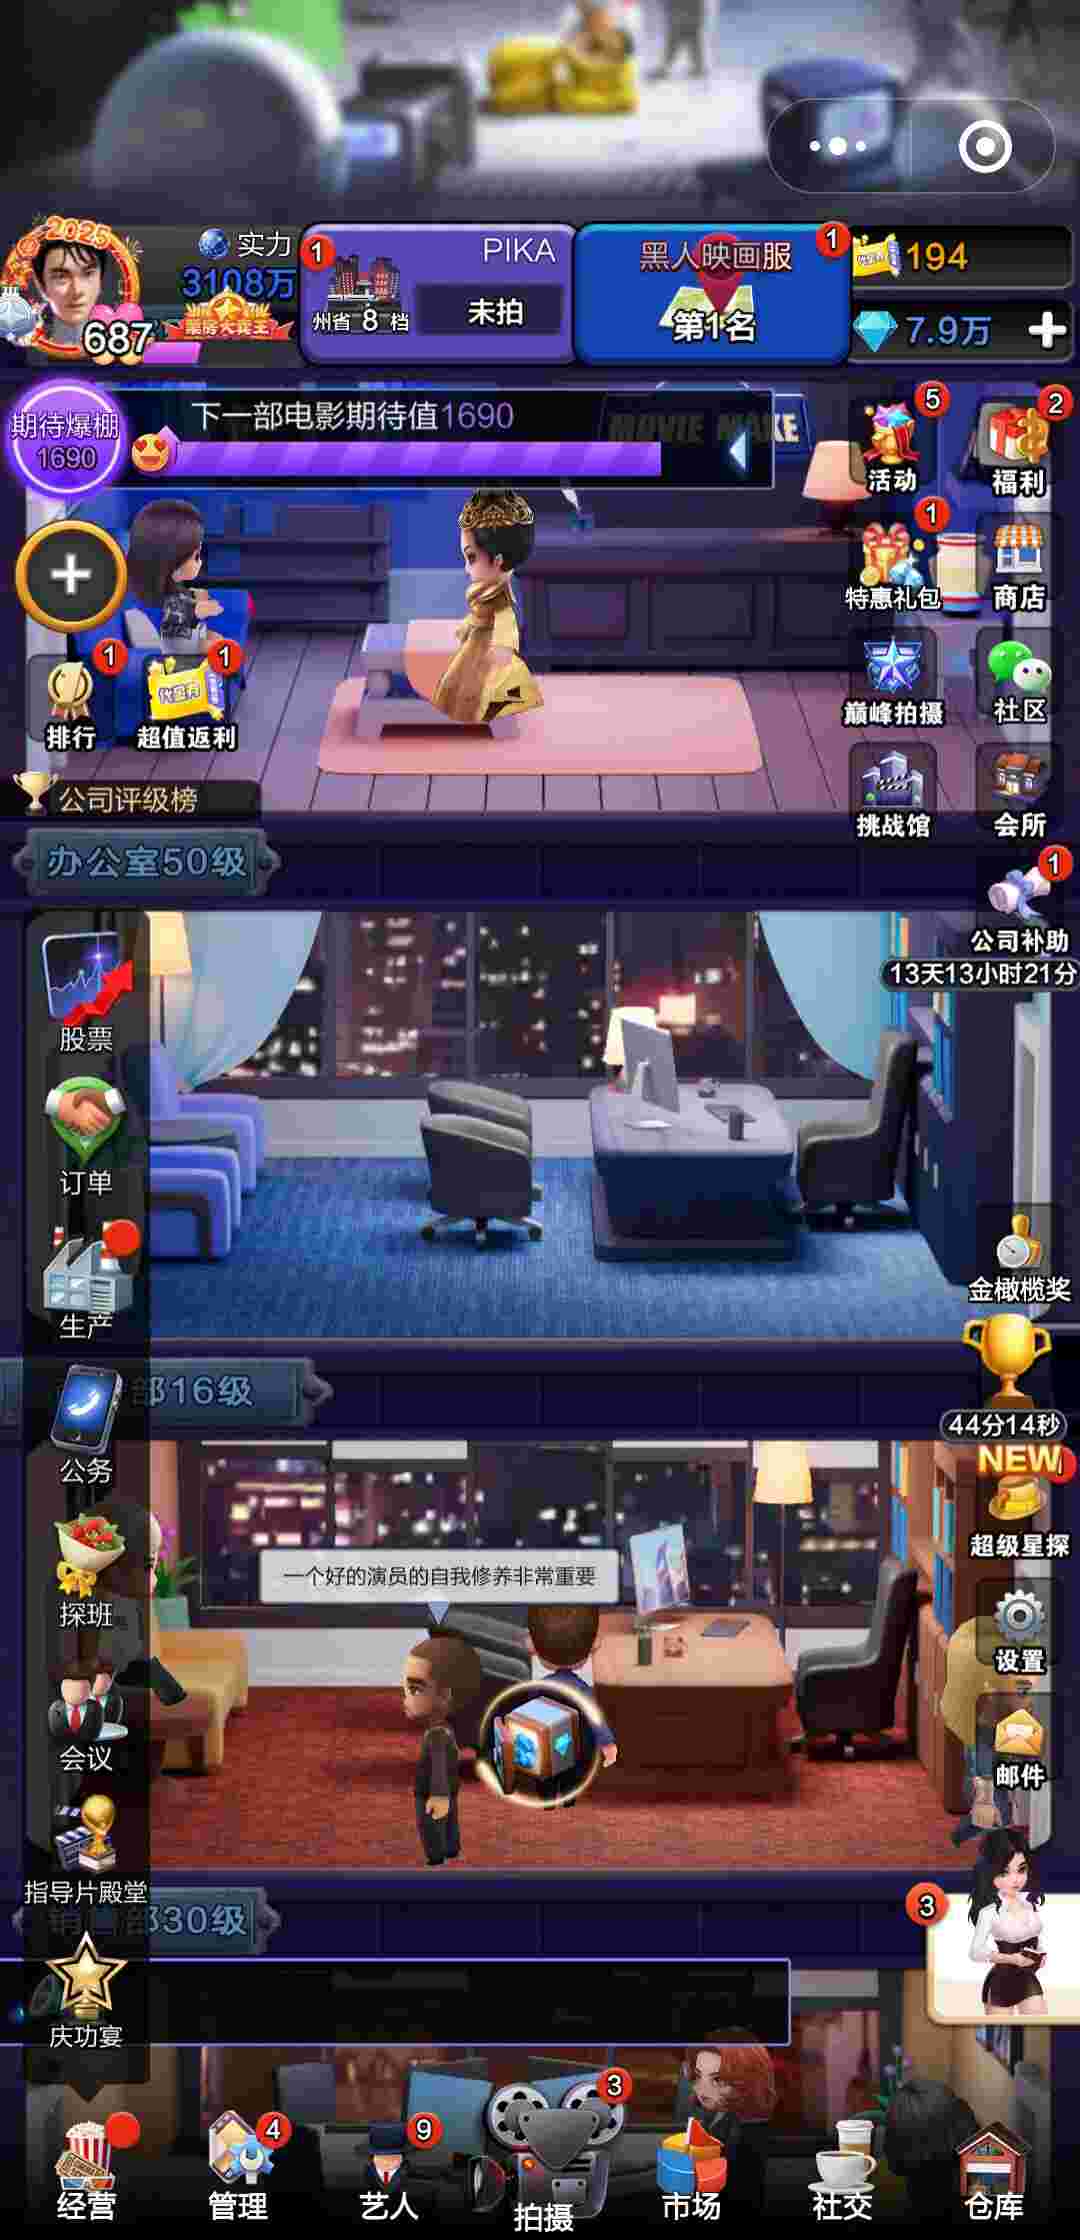 2025
实力
3108万
票房大赢王
687
1
PIKA
州省 8 档
未拍
黑人映画服
1
第1名
194
7.9万
期待爆棚
1690
下一部电影期待值1690
MOVIE MAKE
5
活动
2
福利
1
特惠礼包
商店
1
排行
1
超值返利
巅峰拍摄
社区
公司评级榜
挑战馆
会所
办公室50级
1
公司补助
13天13小时21分
股票
订单
生产
金橄榄奖
部16级
公务
44分14秒
NEW
超级星探
探班
一个好的演员的自我修养非常重要
设置
会议
邮件
指导片殿堂
销售部30级
3
庆功宴
经营
4
管理
9
艺人
3
拍摄
市场
社交
仓库